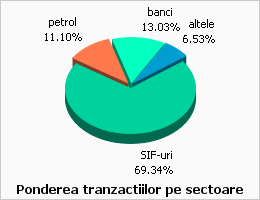 banci
13.03%
petrol
11.10%
altele
6.53%
SIF-uri
69.34%
Ponderea tranzactiilor pe sectoare